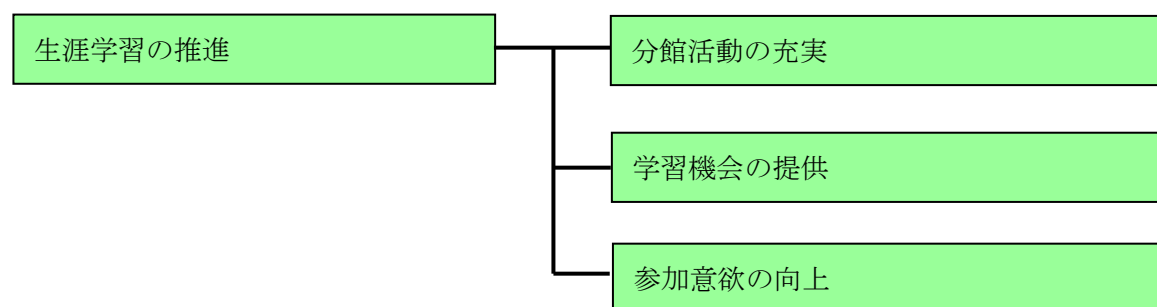 生涯学習の推進
分館活動の充実
学習機会の提供
参加意欲の向上